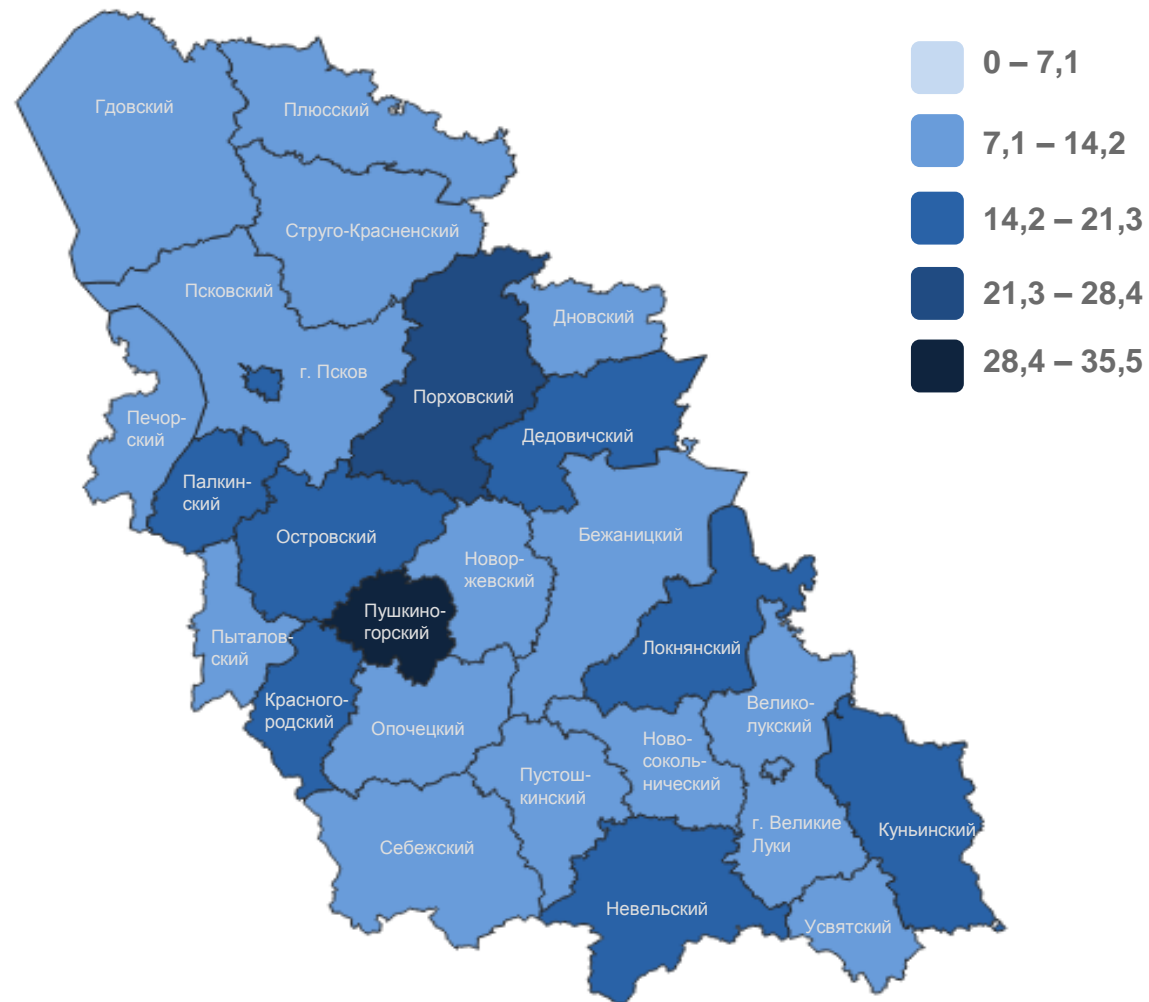 0 – 7,1
7,1 – 14,2
14,2 – 21,3
21,3 – 28,4
28,4 – 35,5
Гдовский
Плюсский
Струго-Красненский
Псковский
Дновский
г. Псков
Порховский
Печор-
ский
Дедовичский
Палкин-
ский
Островский
Бежаницкий
Новор-
жевский
Пушкино-
горский
Пыталов-
ский
Локнянский
Красного-
родский
Опочецкий
Велико-
лукский
Ново-
соколь-
нический
Пустош-
кинский
г. Великие
Луки
Куньинский
Себежский
Невельский
Усвятский